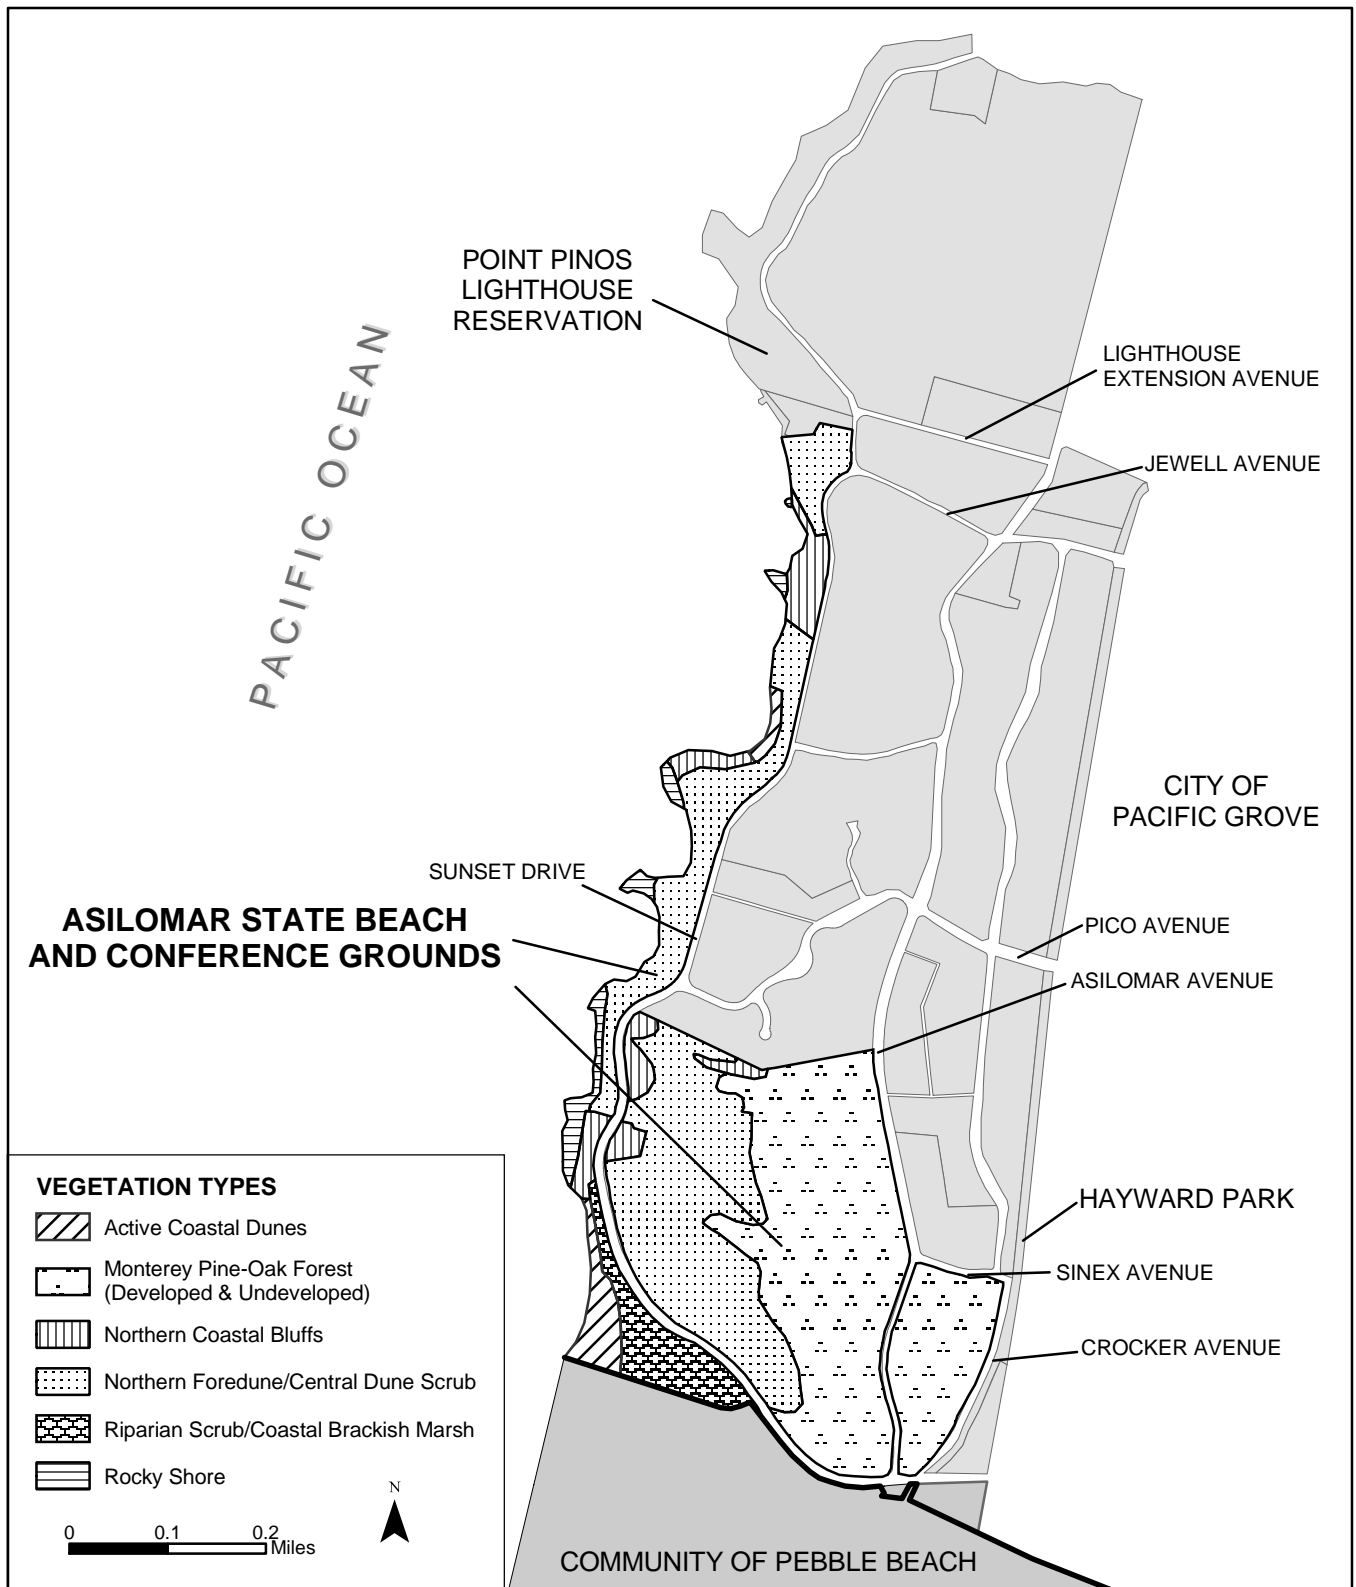 POINT PINOS
LIGHTHOUSE
RESERVATION
PACIFIC OCEAN
LIGHTHOUSE
EXTENSION AVENUE
JEWELL AVENUE
CITY OF
PACIFIC GROVE
SUNSET DRIVE
ASILOMAR STATE BEACH
AND CONFERENCE GROUNDS
PICO AVENUE
ASILOMAR AVENUE
HAYWARD PARK
SINEX AVENUE
CROCKER AVENUE
VEGETATION TYPES
Active Coastal Dunes
Monterey Pine-Oak Forest
(Developed & Undeveloped)
Northern Coastal Bluffs
Northern Foredune/Central Dune Scrub
Riparian Scrub/Coastal Brackish Marsh
Rocky Shore
N
0 0.1 0.2
Miles
COMMUNITY OF PEBBLE BEACH